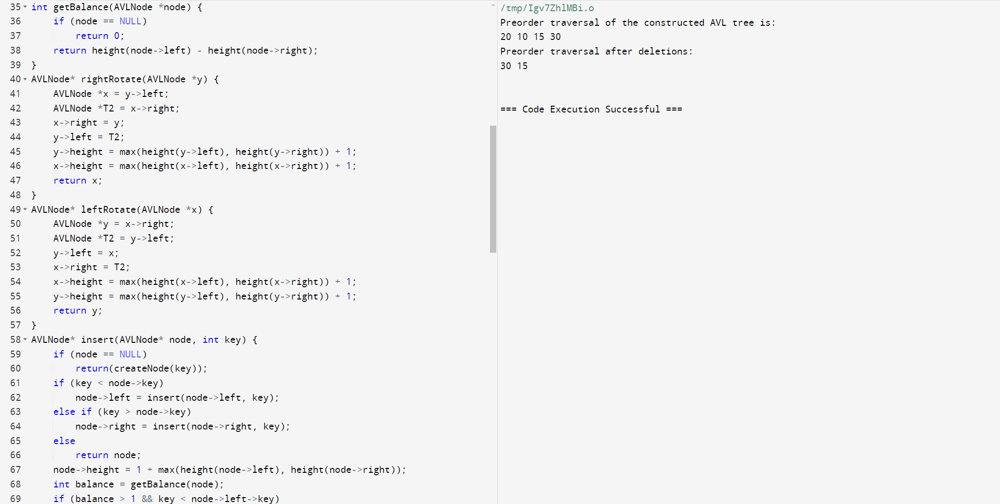 35 int getBalance(AVLNode *node) {
36     if (node == NULL)
37         return 0;
38     return height(node->left) - height(node->right);
39 }
40 AVLNode* rightRotate(AVLNode *y) {
41     AVLNode *x = y->left;
42     AVLNode *T2 = x->right;
43     x->right = y;
44     y->left = T2;
45     y->height = max(height(y->left), height(y->right)) + 1;
46     x->height = max(height(x->left), height(x->right)) + 1;
47     return x;
48 }
49 AVLNode* leftRotate(AVLNode *x) {
50     AVLNode *y = x->right;
51     AVLNode *T2 = y->left;
52     y->left = x;
53     x->right = T2;
54     x->height = max(height(x->left), height(x->right)) + 1;
55     y->height = max(height(y->left), height(y->right)) + 1;
56     return y;
57 }
58 AVLNode* insert(AVLNode* node, int key) {
59     if (node == NULL)
60         return(createNode(key));
61     if (key < node->key)
62         node->left = insert(node->left, key);
63     else if (key > node->key)
64         node->right = insert(node->right, key);
65     else
66         return node;
67     node->height = 1 + max(height(node->left), height(node->right));
68     int balance = getBalance(node);
69     if (balance > 1 && key < node->left->key)
/tmp/Igv7ZhlMBi.o
Preorder traversal of the constructed AVL tree is:
20 10 15 30
Preorder traversal after deletions:
30 15
=== Code Execution Successful ===